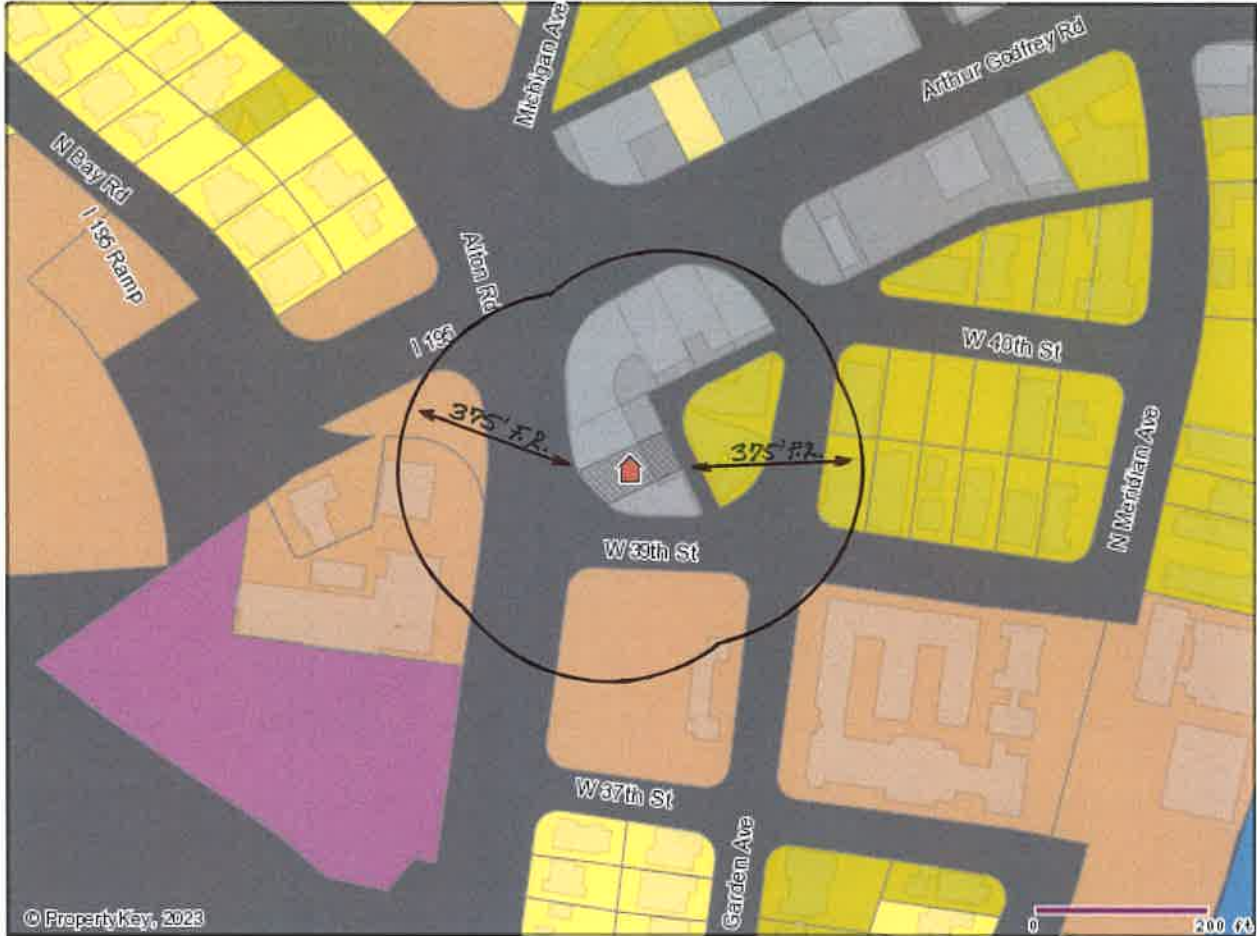 Michigan Ave
Arthur Godfrey Rd
N Bay Rd
I 195 Ramp
Alton Rd
I 195
W 40th St
375' F.R.
375' F.R.
N Meridian Ave
W 39th St
W 37th St
Garden Ave
© PropertyKey, 2023
0 200 ft